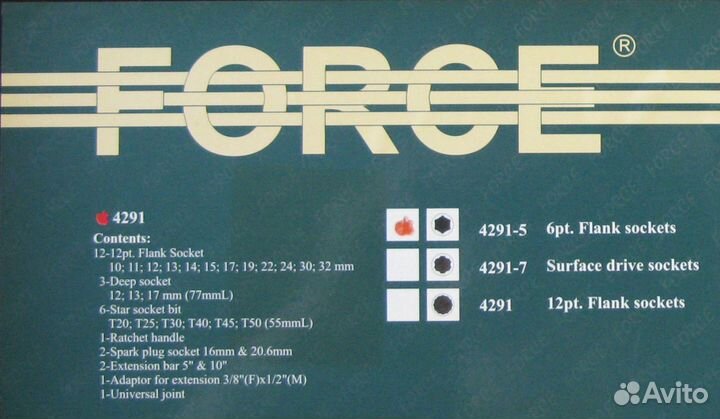 FORCE®
4291
Contents:
12-12pt. Flank Socket
10; 11; 12; 13; 14; 15; 17; 19; 22; 24; 30; 32 mm
3-Deep socket
12; 13; 17 mm (77mmL)
6-Star socket bit
T20; T25; T30; T40; T45; T50 (55mmL)
1-Ratchet handle
2-Spark plug socket 16mm & 20.6mm
2-Extension bar 5" & 10"
1-Adaptor for extension 3/8"(F)x1/2"(M)
1-Universal joint
4291-5 6pt. Flank sockets
4291-7 Surface drive sockets
4291 12pt. Flank sockets
Avito